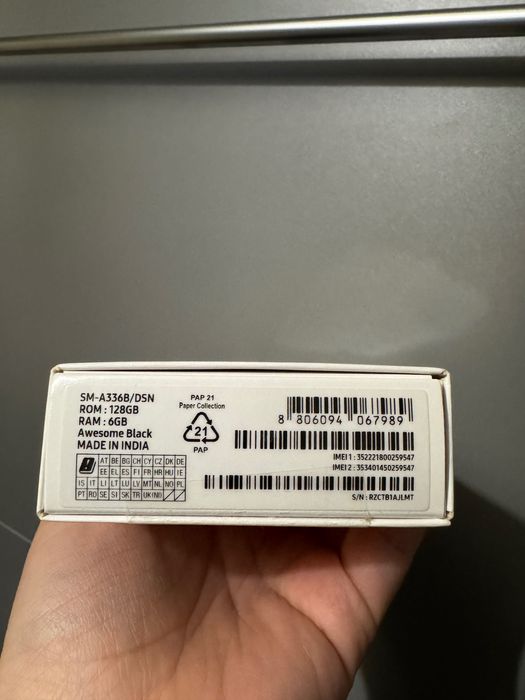 SM-A336B/DSN
ROM : 128GB
RAM : 6GB
Awesome Black
MADE IN INDIA
AT BE BG CH CY CZ DK DE
EE EL ES FI FR HR HU IE
IS IT LI LT LU LV MT NL NO PL
PT RO SE SI SK TR UK(NI)
PAP 21
Paper Collection
21
PAP
8 806094 067989
IMEI 1 : 352221800259547
IMEI 2 : 353401450259547
S/N : RZCTB1AJLMT